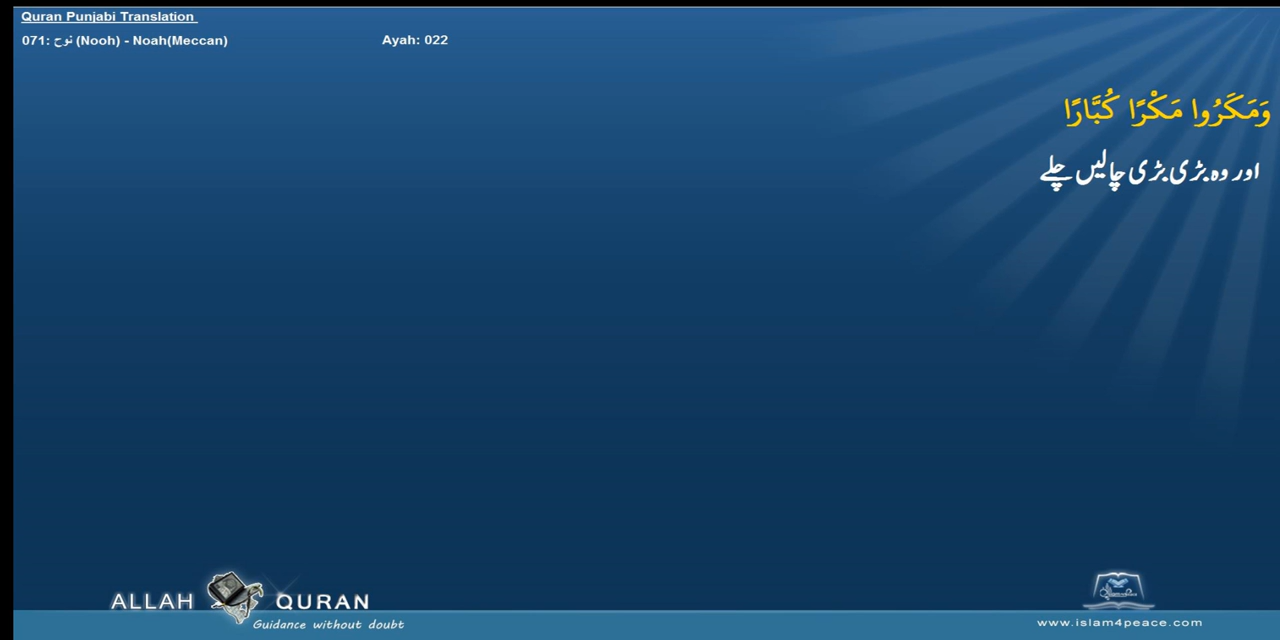 Quran Punjabi Translation
071: نوح (Nooh) - Noah(Meccan) Ayah: 022
وَمَكَرُوا مَكْرًا كُبَّارًا
اور وہ بڑی بڑی چالیں چلے
ALLAH QURAN
Guidance without doubt
www.islam4peace.com